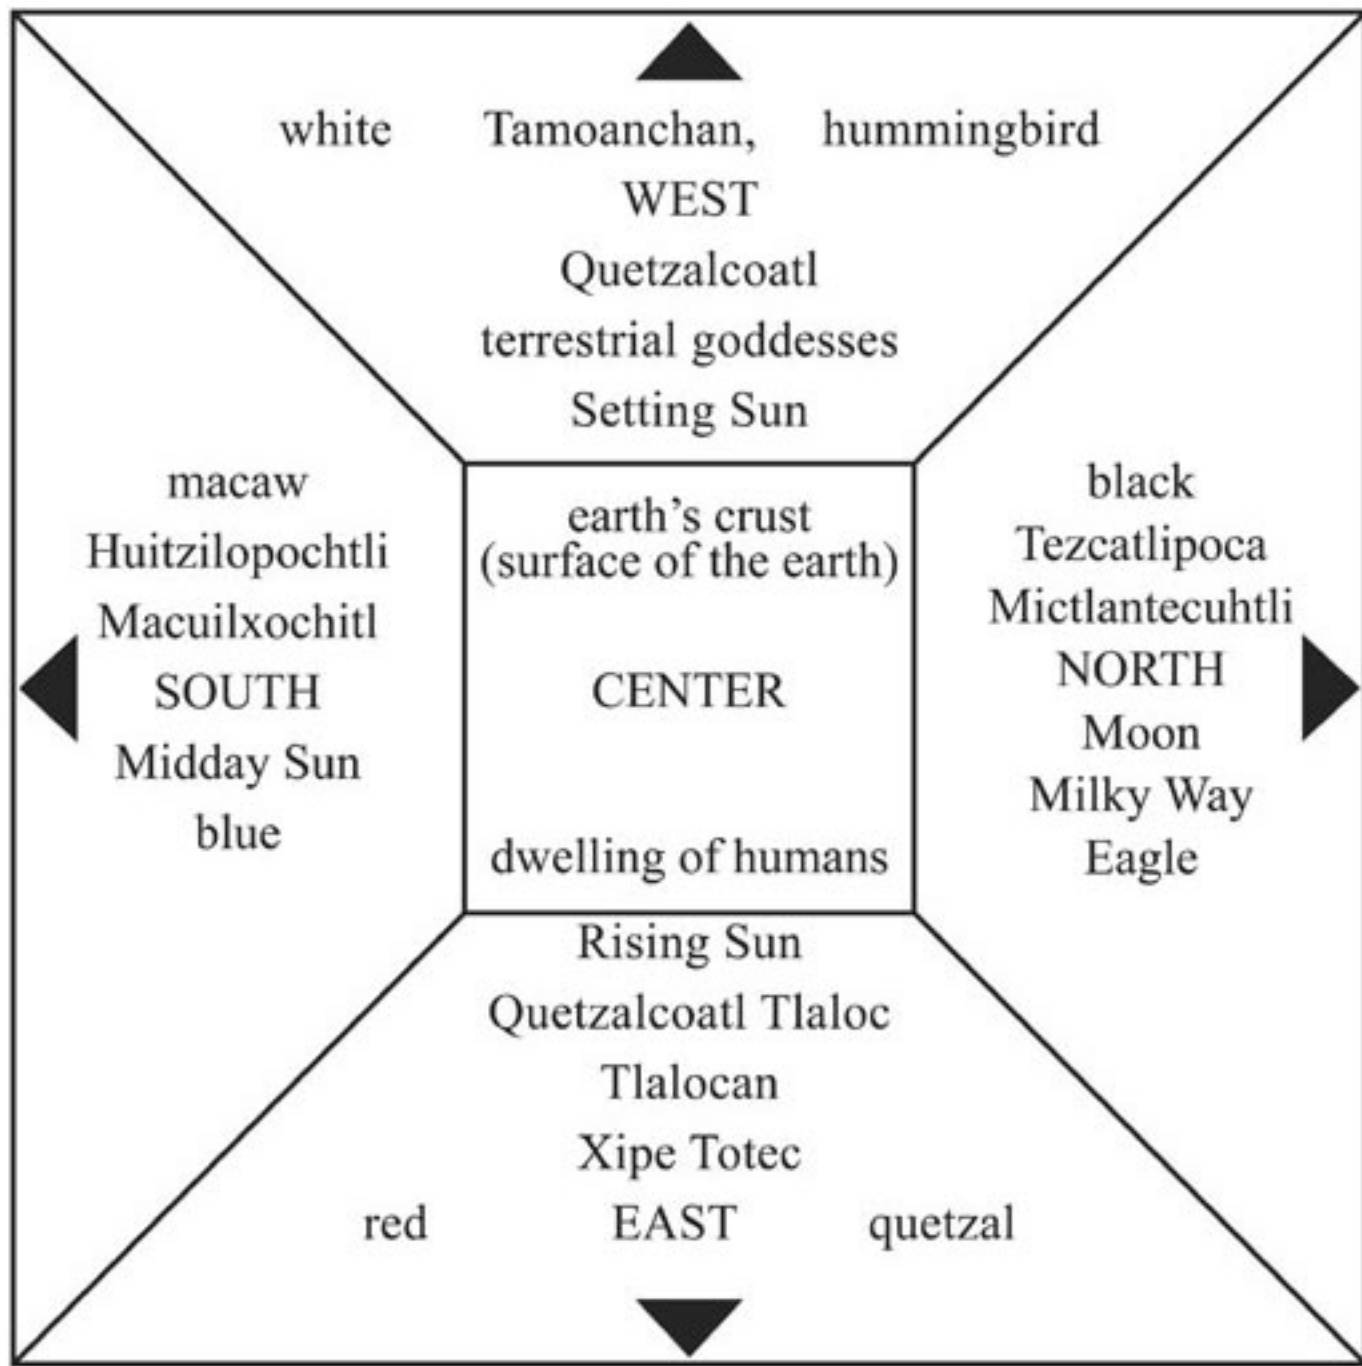 white Tamoanchan, hummingbird
WEST
Quetzalcoatl
terrestrial goddesses
Setting Sun
macaw
Huitzilopochtli
Macuilxochitl
SOUTH
Midday Sun
blue
earth's crust
(surface of the earth)
CENTER
dwelling of humans
black
Tezcatlipoca
Mictlantecuhtli
NORTH
Moon
Milky Way
Eagle
Rising Sun
Quetzalcoatl Tlaloc
Tlalocan
Xipe Totec
red EAST quetzal